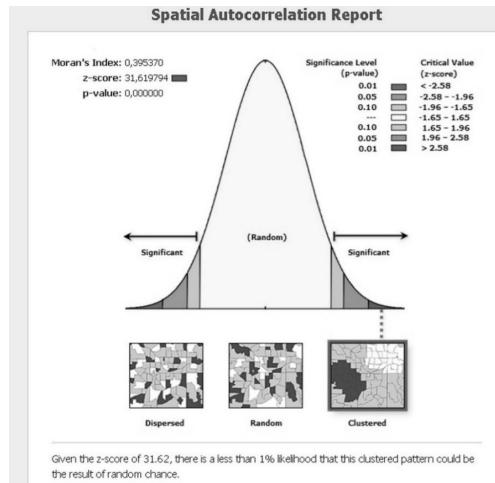 Spatial Autocorrelation Report
Moran's Index: 0,395370
z-score: 31,619794
p-value: 0,000000
Significance Level Critical Value
(p-value) (z-score)
0.01 < -2.58
0.05 -2.58 – -1.96
0.10 -1.96 – -1.65
--- -1.65 – 1.65
0.10 1.65 – 1.96
0.05 1.96 – 2.58
0.01 > 2.58
(Random)
Significant Significant
Dispersed Random Clustered
Given the z-score of 31.62, there is a less than 1% likelihood that this clustered pattern could be
the result of random chance.